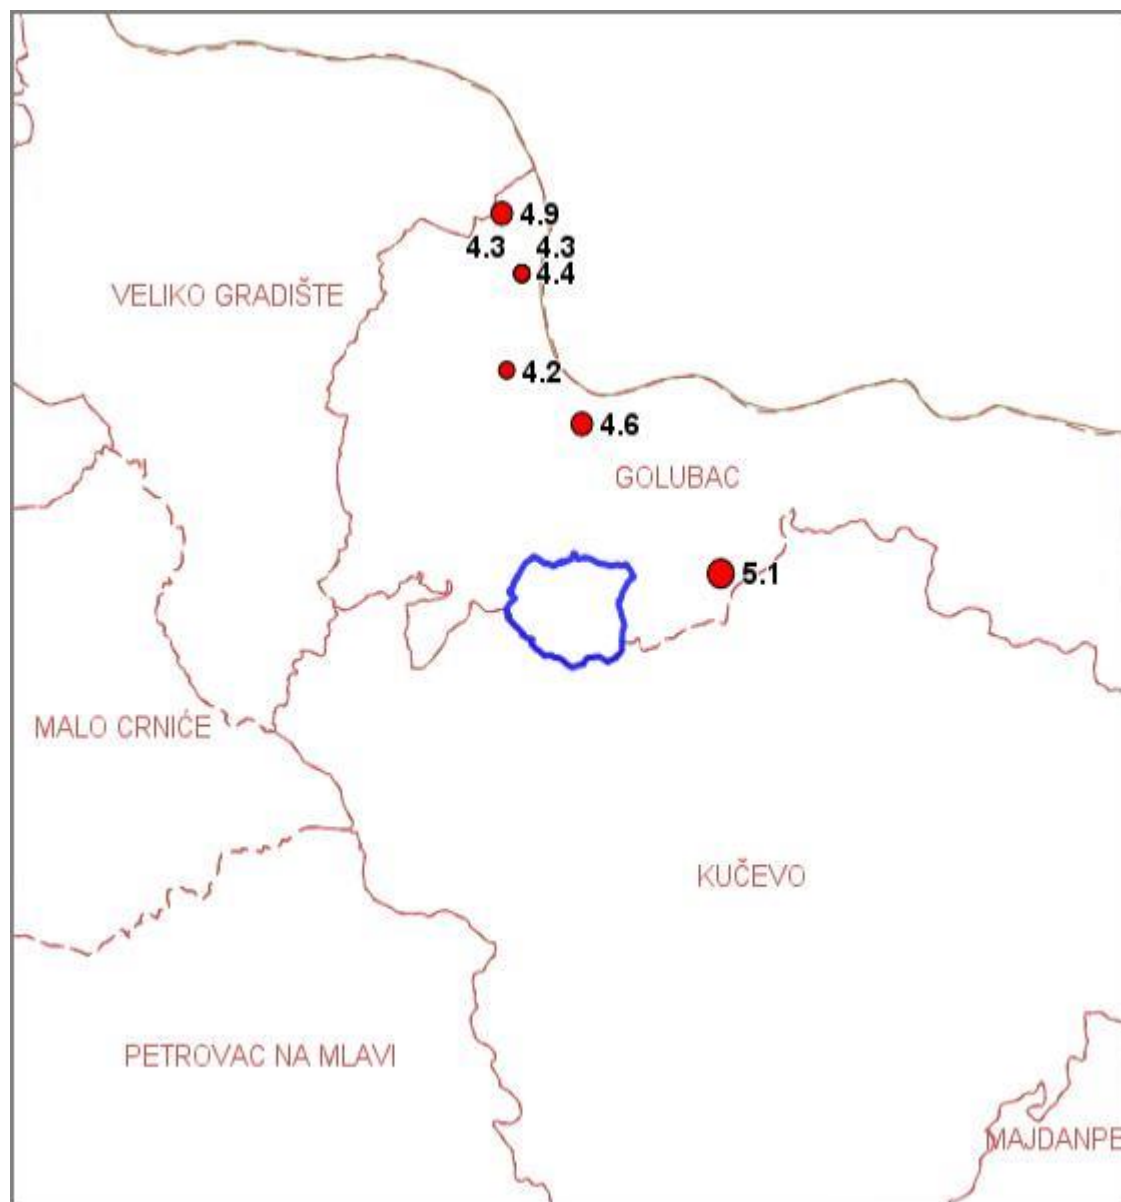 4.9
4.3 4.3
4.4
VELIKO GRADIŠTE
4.2
4.6
GOLUBAC
5.1
MALO CRNIĆE
KUČEVO
PETROVAC NA MLAVI
MAJDANPE